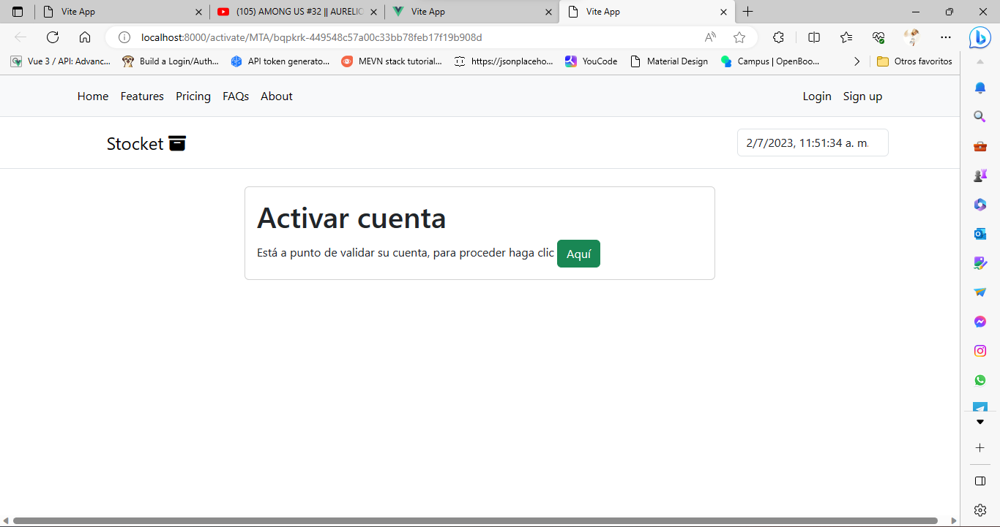 Vite App
(105) AMONG US #32 || AURELIO
Vite App
Vite App
localhost:8000/activate/MTA/bqpkrk-449548c57a00c33bb78feb17f19b908d
Vue 3 / API: Advanc... Build a Login/Auth... API token generato... MEVN stack tutorial... https://jsonplaceho... YouCode Material Design Campus | OpenBoo... Otros favoritos
Home Features Pricing FAQs About Login Sign up
Stocket 2/7/2023, 11:51:34 a. m.
Activar cuenta
Está a punto de validar su cuenta, para proceder haga clic Aquí